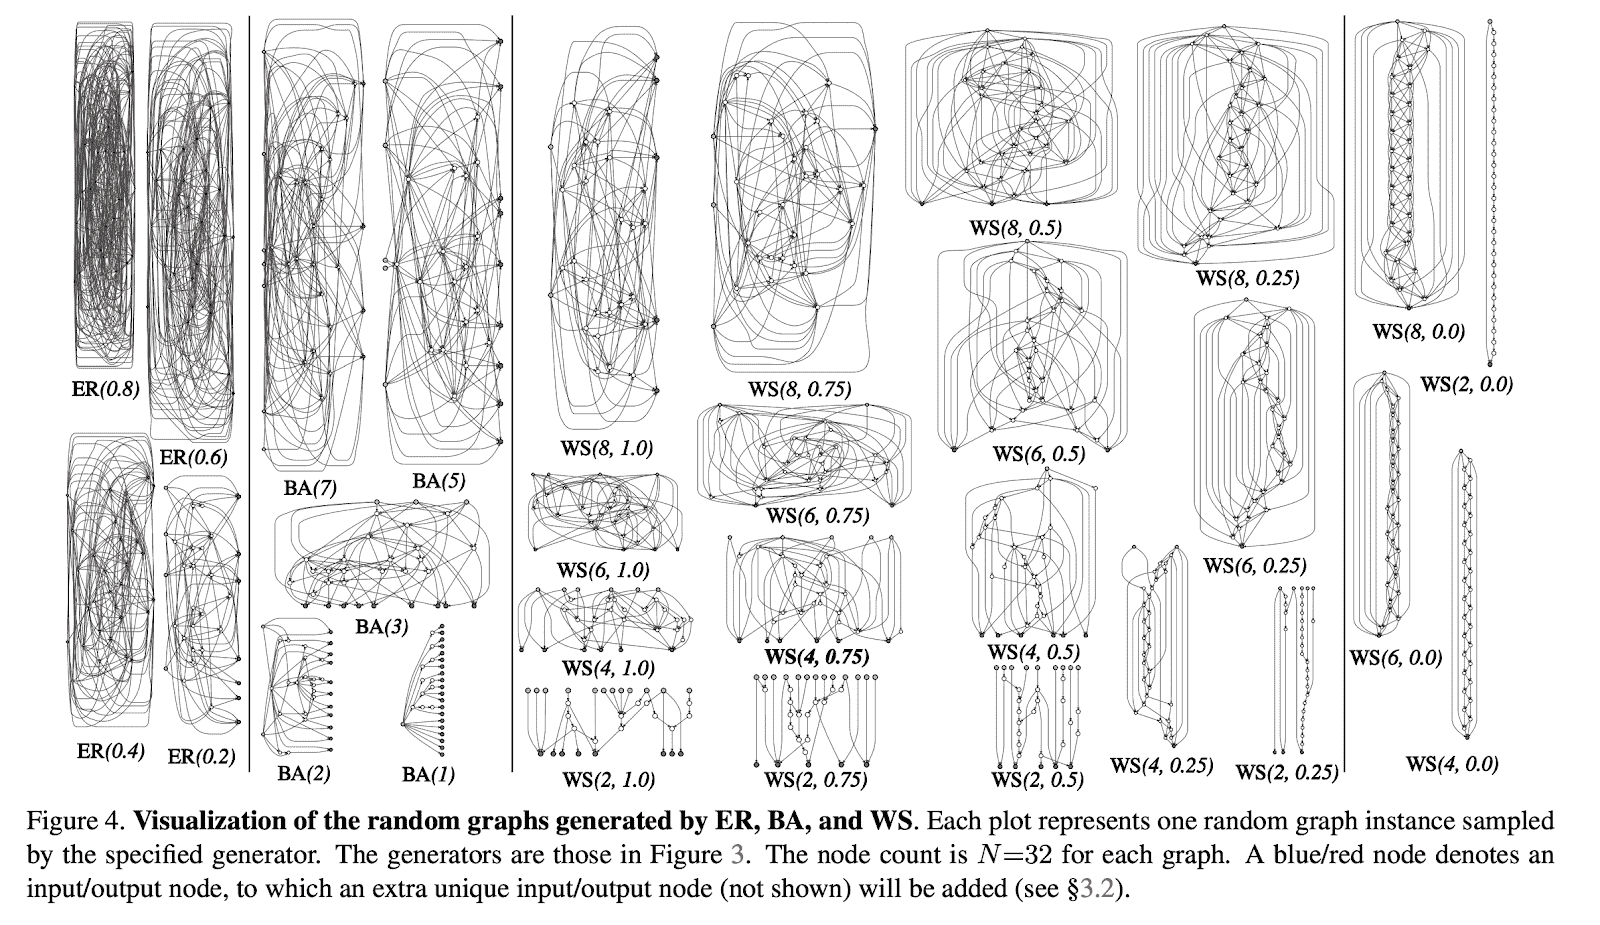 ER(0.8)
ER(0.6)
ER(0.4)
ER(0.2)
BA(7)
BA(5)
BA(3)
BA(2)
BA(1)
WS(8, 1.0)
WS(6, 1.0)
WS(4, 1.0)
WS(2, 1.0)
WS(8, 0.75)
WS(6, 0.75)
WS(4, 0.75)
WS(2, 0.75)
WS(8, 0.5)
WS(6, 0.5)
WS(4, 0.5)
WS(2, 0.5)
WS(8, 0.25)
WS(6, 0.25)
WS(4, 0.25)
WS(2, 0.25)
WS(8, 0.0)
WS(2, 0.0)
WS(6, 0.0)
WS(4, 0.0)
Figure 4. Visualization of the random graphs generated by ER, BA, and WS. Each plot represents one random graph instance sampled
by the specified generator. The generators are those in Figure 3. The node count is N=32 for each graph. A blue/red node denotes an
input/output node, to which an extra unique input/output node (not shown) will be added (see §3.2).